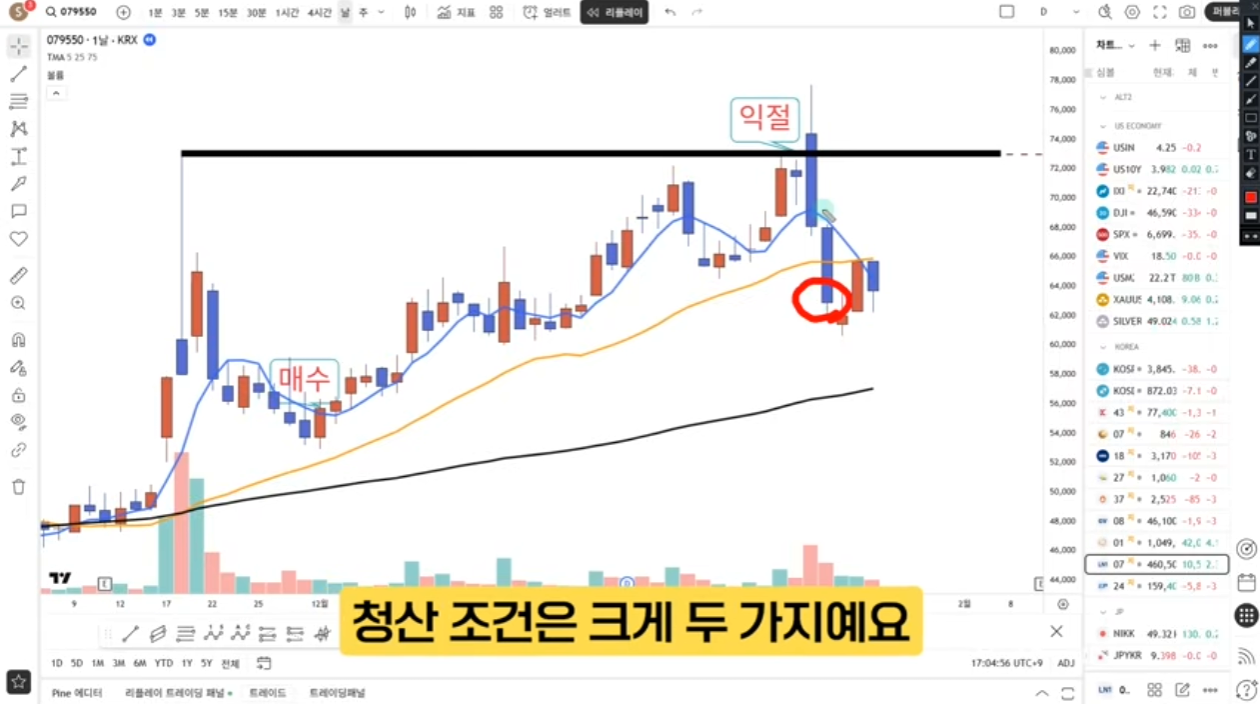 S 3 079550 1분 3분 5분 15분 30분 1시간 4시간 날 주 지표 얼러트 리플레이 D 퍼블리
079550 · 1날 · KRX
TMA 5 25 75
볼륨
익절
매수
80,000
78,000
76,000
74,000
72,000
70,000
68,000
66,000
64,000
62,000
60,000
58,000
56,000
54,000
52,000
50,000
48,000
46,000
44,000
E D E
9 12 17 22 25 12월 2월 8
청산 조건은 크게 두 가지예요
1D 5D 1M 3M 6M YTD 1Y 5Y 전체 17:04:56 UTC+9 ADJ
Pine 에디터 리플레이 트레이딩 패널 트레이드 트레이딩패널
차트...
심볼 현재. 체 번
ALT2
US ECONOMY
USIN 4.25 -0.2
US10Y 3.982 0.02 0.
IXI 22,740 -21
DJI 46,590 -33 -0
SPX 6,699. -35. -0
VIX 18.50 -0.0 -0
USM 22.2T 80B 0.
XAUUS 4,108. 9.06 0.2
SILVER 49.024 0.58 1.2
KOREA
KOSF 3,845. -38. -0
KOSI 872.03 -7.1 -0
43 77,400 -1,3 -1
07 846 -26 -2
18 3,170 -105 -3
27 1,060 -2 -0
37 2,525 -85 -3
08 46,100 -1,9 -3
01 1,049, 42,0 4.
LNT 07 460,50 10,5 2.
24 159,40 -5,8 -3
JP
NIKK 49.32 130. 0.2
JPYKR 9.398 -0.0 -0
LNT 0..